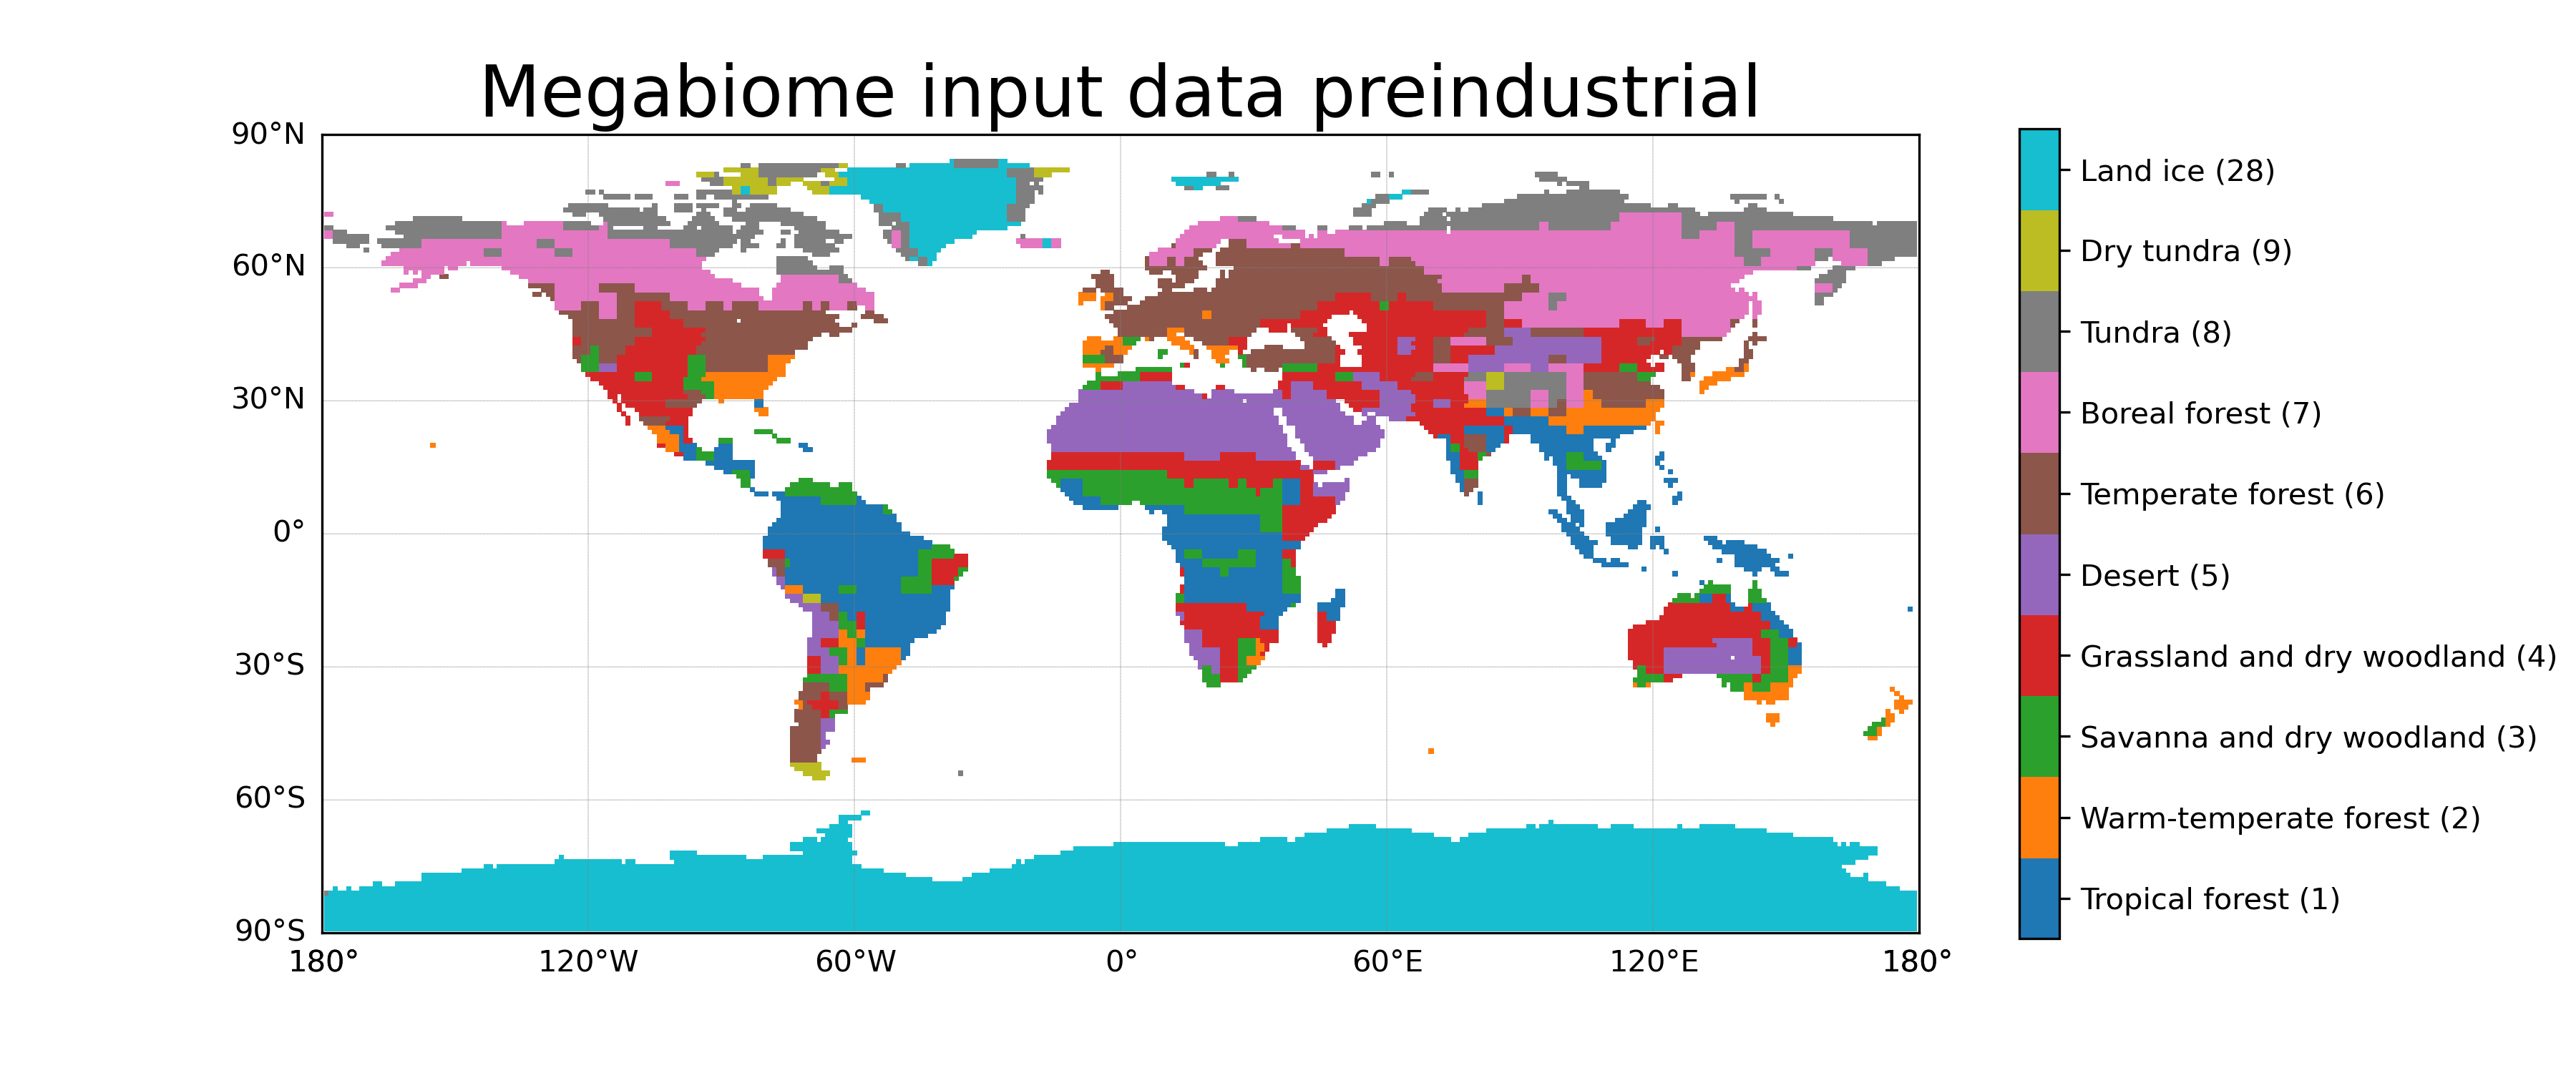 Megabiome input data preindustrial
90°N
60°N
30°N
0°
30°S
60°S
90°S
180°
120°W
60°W
0°
60°E
120°E
180°
Land ice (28)
Dry tundra (9)
Tundra (8)
Boreal forest (7)
Temperate forest (6)
Desert (5)
Grassland and dry woodland (4)
Savanna and dry woodland (3)
Warm-temperate forest (2)
Tropical forest (1)